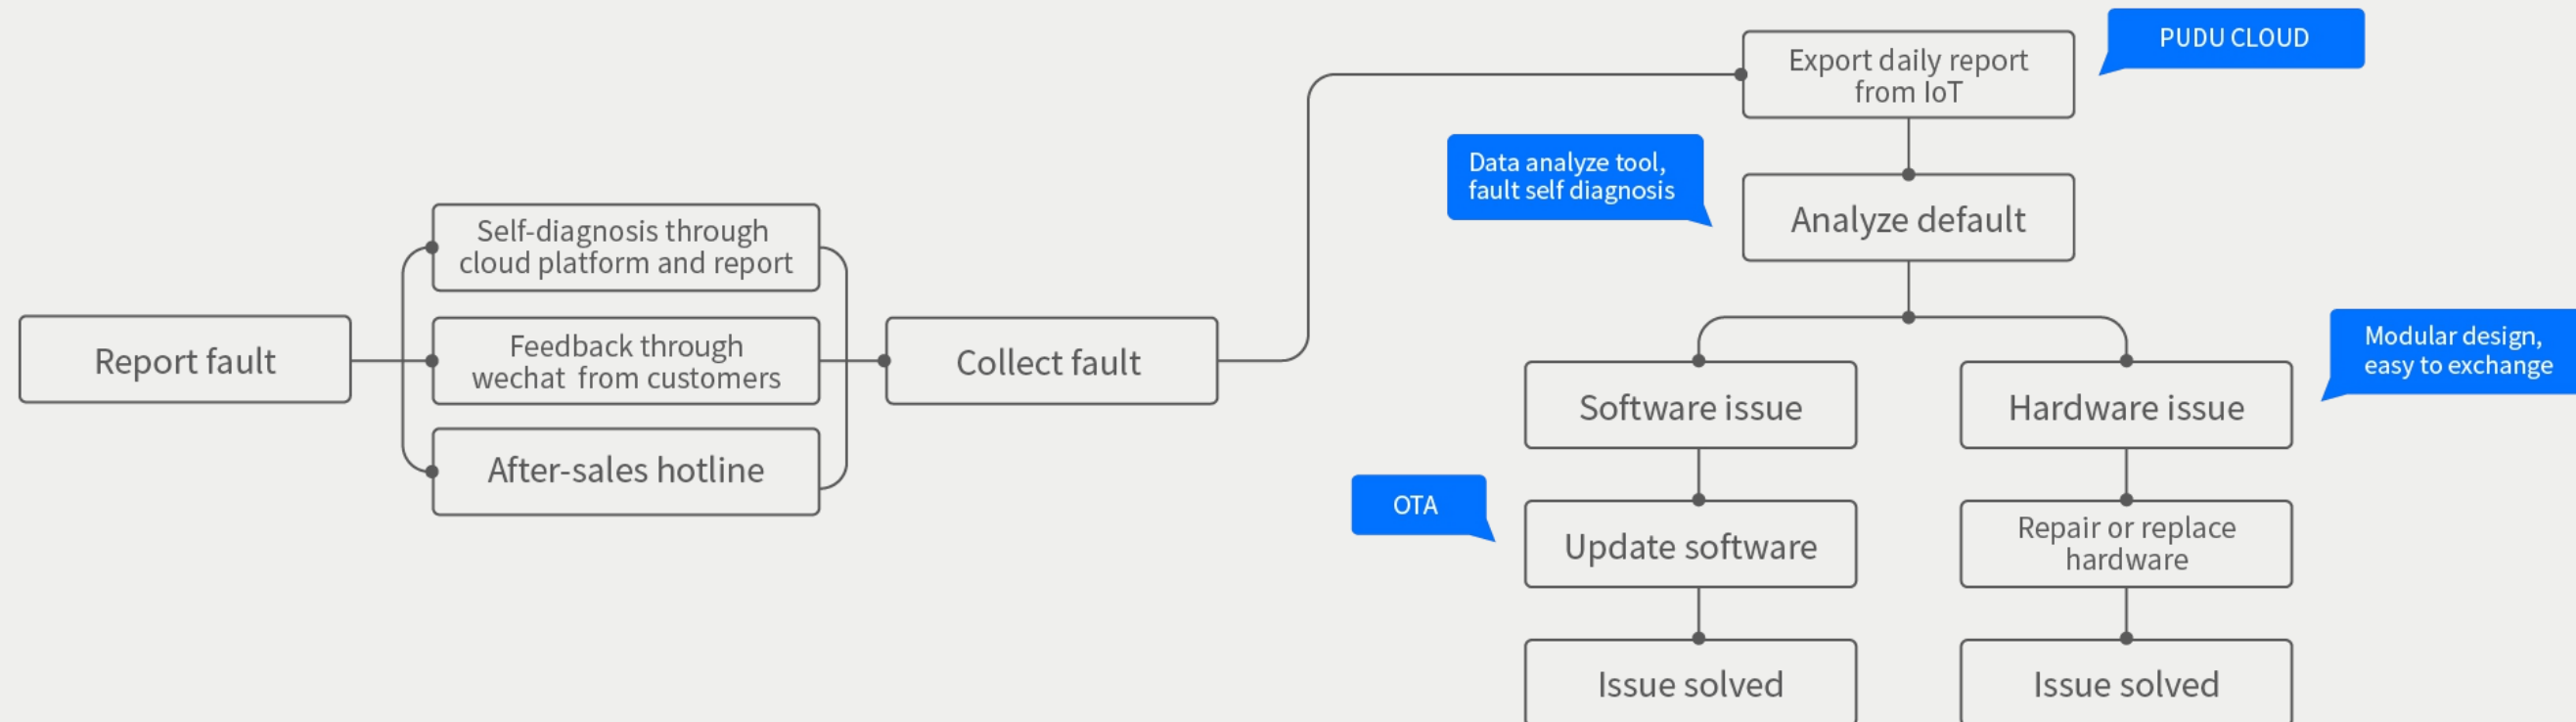 Report fault
Self-diagnosis through
cloud platform and report
Feedback through
wechat from customers
After-sales hotline
Collect fault
Export daily report
from IoT
PUDU CLOUD
Data analyze tool,
fault self diagnosis
Analyze default
Software issue
Hardware issue
Modular design,
easy to exchange
OTA
Update software
Repair or replace
hardware
Issue solved
Issue solved